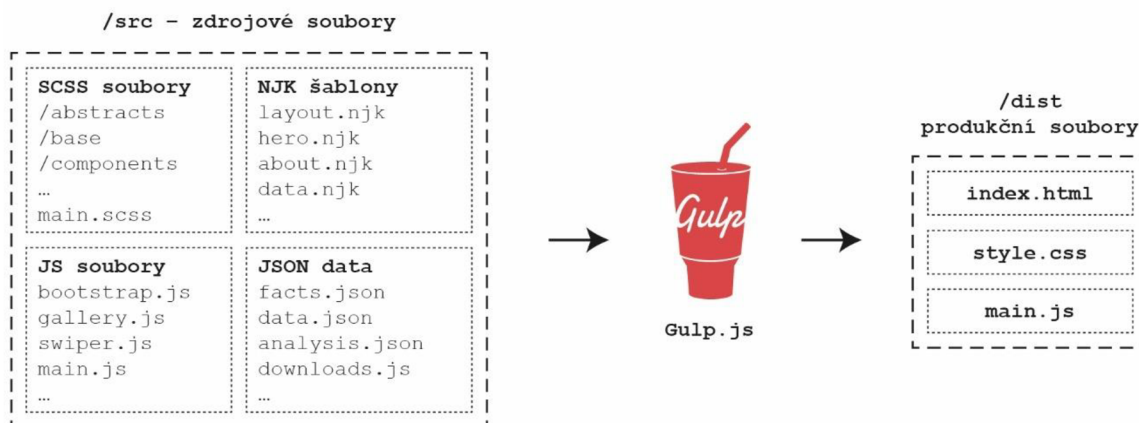 /src – zdrojové soubory
SCSS soubory
/abstracts
/base
/components
…
main.scss
NJK šablony
layout.njk
hero.njk
about.njk
data.njk
…
JS soubory
bootstrap.js
gallery.js
swiper.js
main.js
…
JSON data
facts.json
data.json
analysis.json
downloads.js
…
Gulp
Gulp.js
/dist
produkční soubory
index.html
style.css
main.js